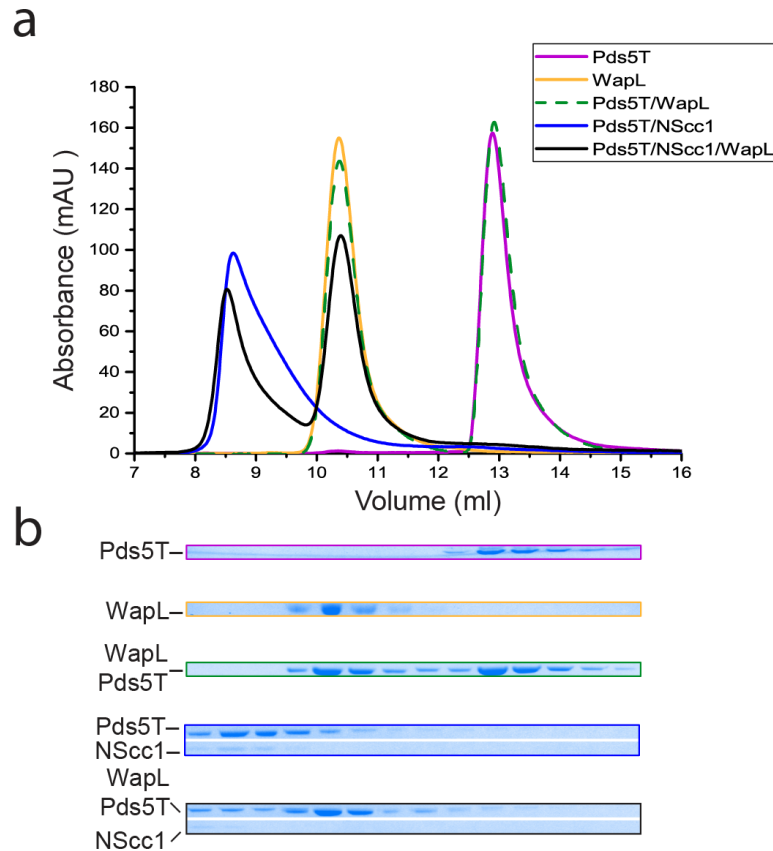 a
Pds5T
WapL
Pds5T/WapL
Pds5T/NScc1
Pds5T/NScc1/WapL
Absorbance (mAU )
180
160
140
120
100
80
60
40
20
0
7 8 9 10 11 12 13 14 15 16
Volume (ml)
b
Pds5T
WapL
WapL
Pds5T
Pds5T
NScc1
WapL
Pds5T
NScc1